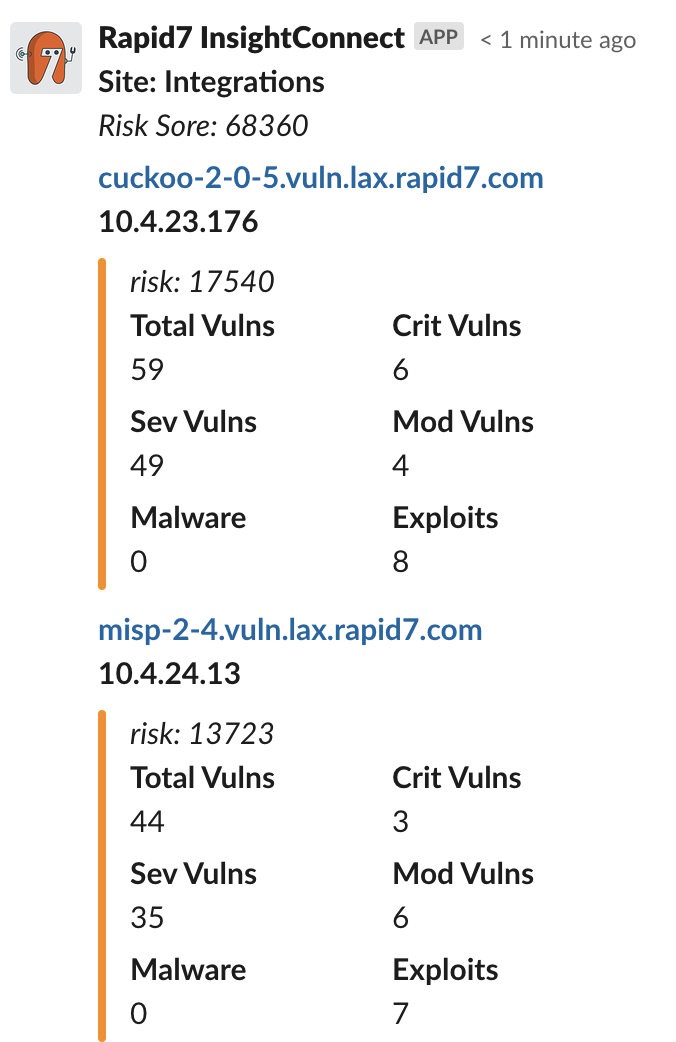 Rapid7 InsightConnect APP < 1 minute ago
Site: Integrations
Risk Sore: 68360
cuckoo-2-0-5.vuln.lax.rapid7.com
10.4.23.176
risk: 17540
Total Vulns Crit Vulns
59 6
Sev Vulns Mod Vulns
49 4
Malware Exploits
0 8
misp-2-4.vuln.lax.rapid7.com
10.4.24.13
risk: 13723
Total Vulns Crit Vulns
44 3
Sev Vulns Mod Vulns
35 6
Malware Exploits
0 7